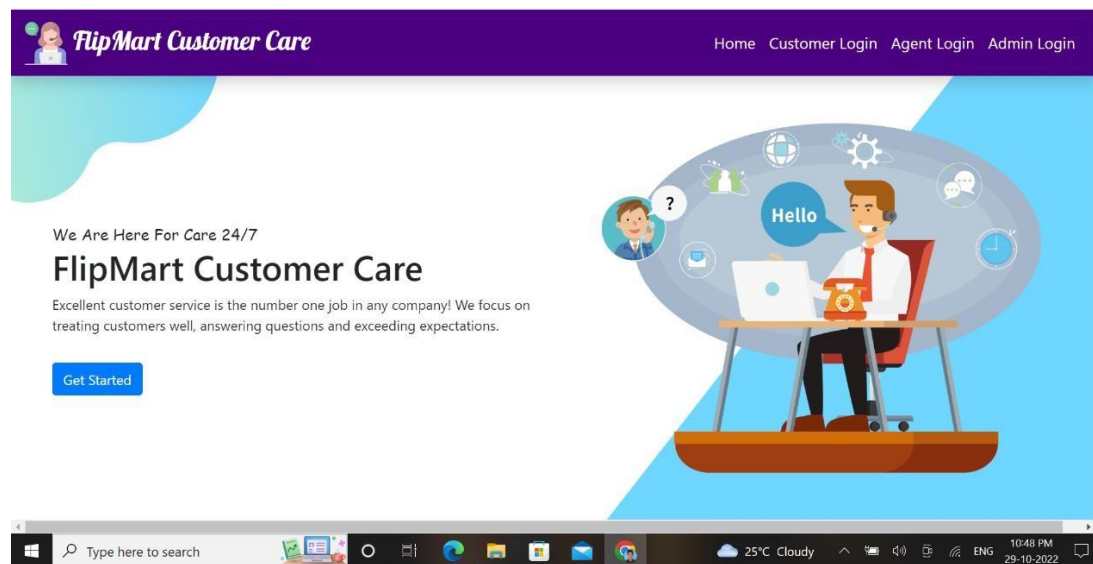 FlipMart Customer Care
Home Customer Login Agent Login Admin Login
We Are Here For Care 24/7
FlipMart Customer Care
Excellent customer service is the number one job in any company! We focus on
treating customers well, answering questions and exceeding expectations.
Get Started
?
Hello
Type here to search
25°C Cloudy
ENG
10:48 PM
29-10-2022